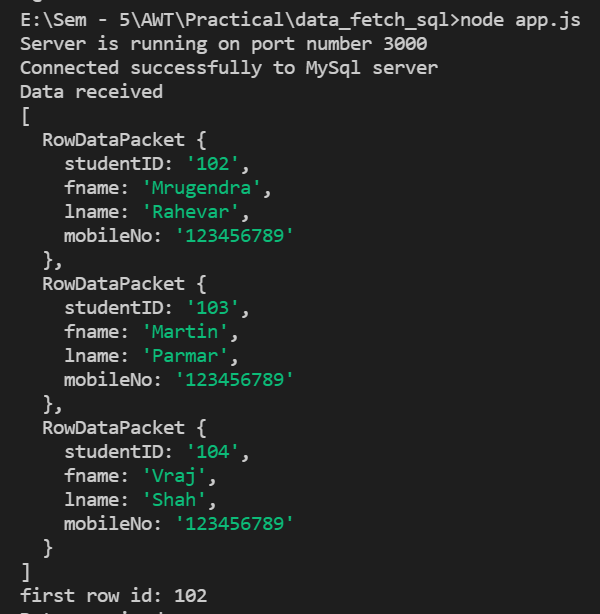 E:\Sem - 5\AWT\Practical\data_fetch_sql>node app.js
Server is running on port number 3000
Connected successfully to MySql server
Data received
[
  RowDataPacket {
    studentID: '102',
    fname: 'Mrugendra',
    lname: 'Rahevar',
    mobileNo: '123456789'
  },
  RowDataPacket {
    studentID: '103',
    fname: 'Martin',
    lname: 'Parmar',
    mobileNo: '123456789'
  },
  RowDataPacket {
    studentID: '104',
    fname: 'Vraj',
    lname: 'Shah',
    mobileNo: '123456789'
  }
]
first row id: 102